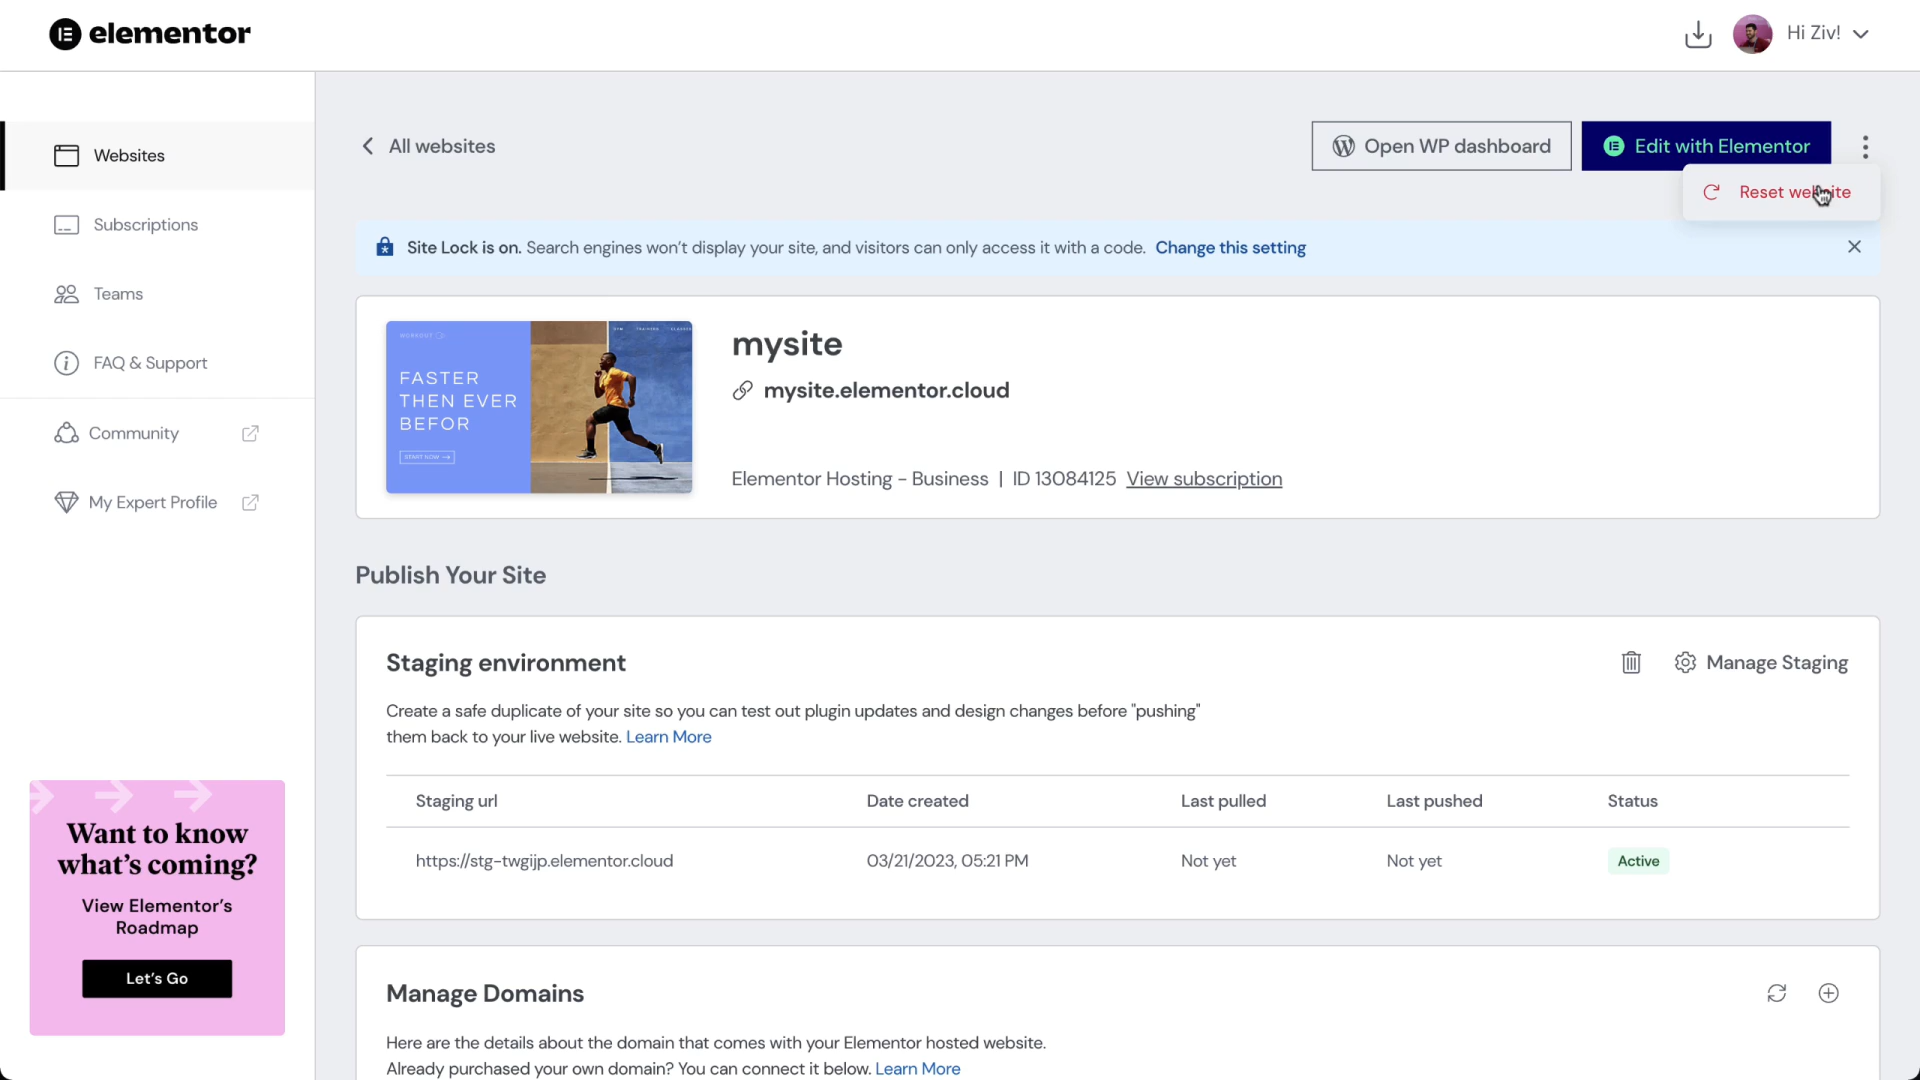 elementor
Hi Ziv!
Websites
Subscriptions
Teams
FAQ & Support
Community
My Expert Profile
Want to know
what's coming?
View Elementor's
Roadmap
Let's Go
All websites
Open WP dashboard
Edit with Elementor
Reset website
Site Lock is on. Search engines won't display your site, and visitors can only access it with a code. Change this setting
FASTER
THEN EVER
BEFOR
START NOW →
mysite
mysite.elementor.cloud
Elementor Hosting - Business | ID 13084125 View subscription
Publish Your Site
Staging environment
Manage Staging
Create a safe duplicate of your site so you can test out plugin updates and design changes before "pushing"
them back to your live website. Learn More
Staging url Date created Last pulled Last pushed Status
https://stg-twgijp.elementor.cloud 03/21/2023, 05:21 PM Not yet Not yet Active
Manage Domains
Here are the details about the domain that comes with your Elementor hosted website.
Already purchased your own domain? You can connect it below. Learn More